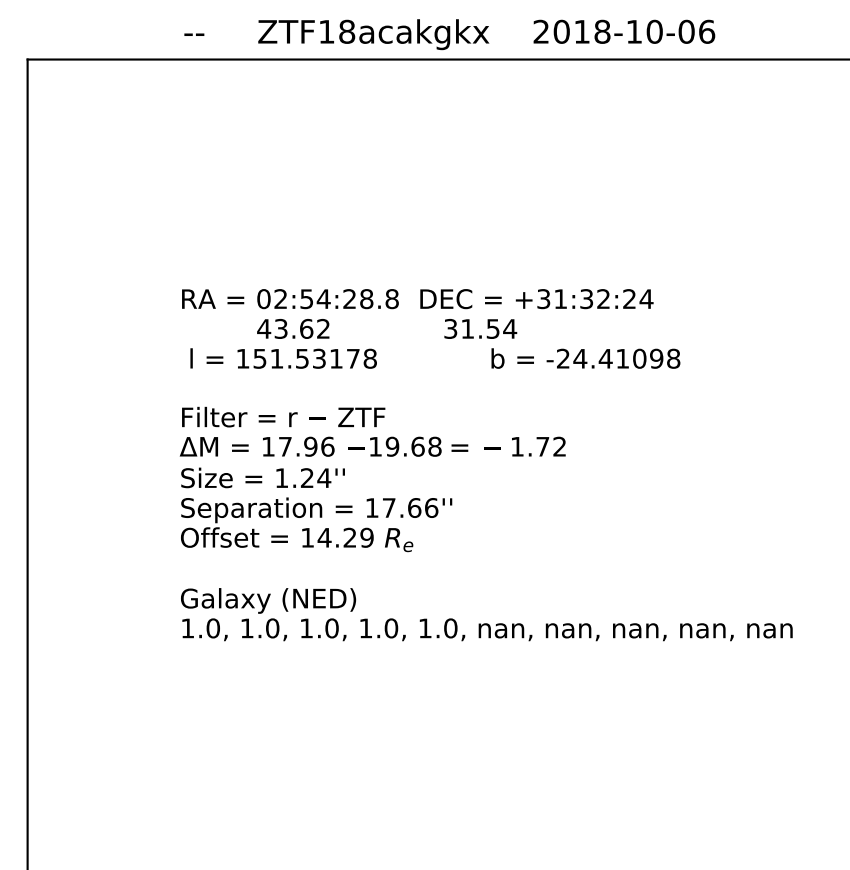 -- ZTF18acakgkx 2018-10-06
RA = 02:54:28.8 DEC = +31:32:24
43.62 31.54
l = 151.53178 b = -24.41098
Filter = r − ZTF
ΔM = 17.96 −19.68 = − 1.72
Size = 1.24''
Separation = 17.66''
Offset = 14.29 Rₑ
Galaxy (NED)
1.0, 1.0, 1.0, 1.0, 1.0, nan, nan, nan, nan, nan